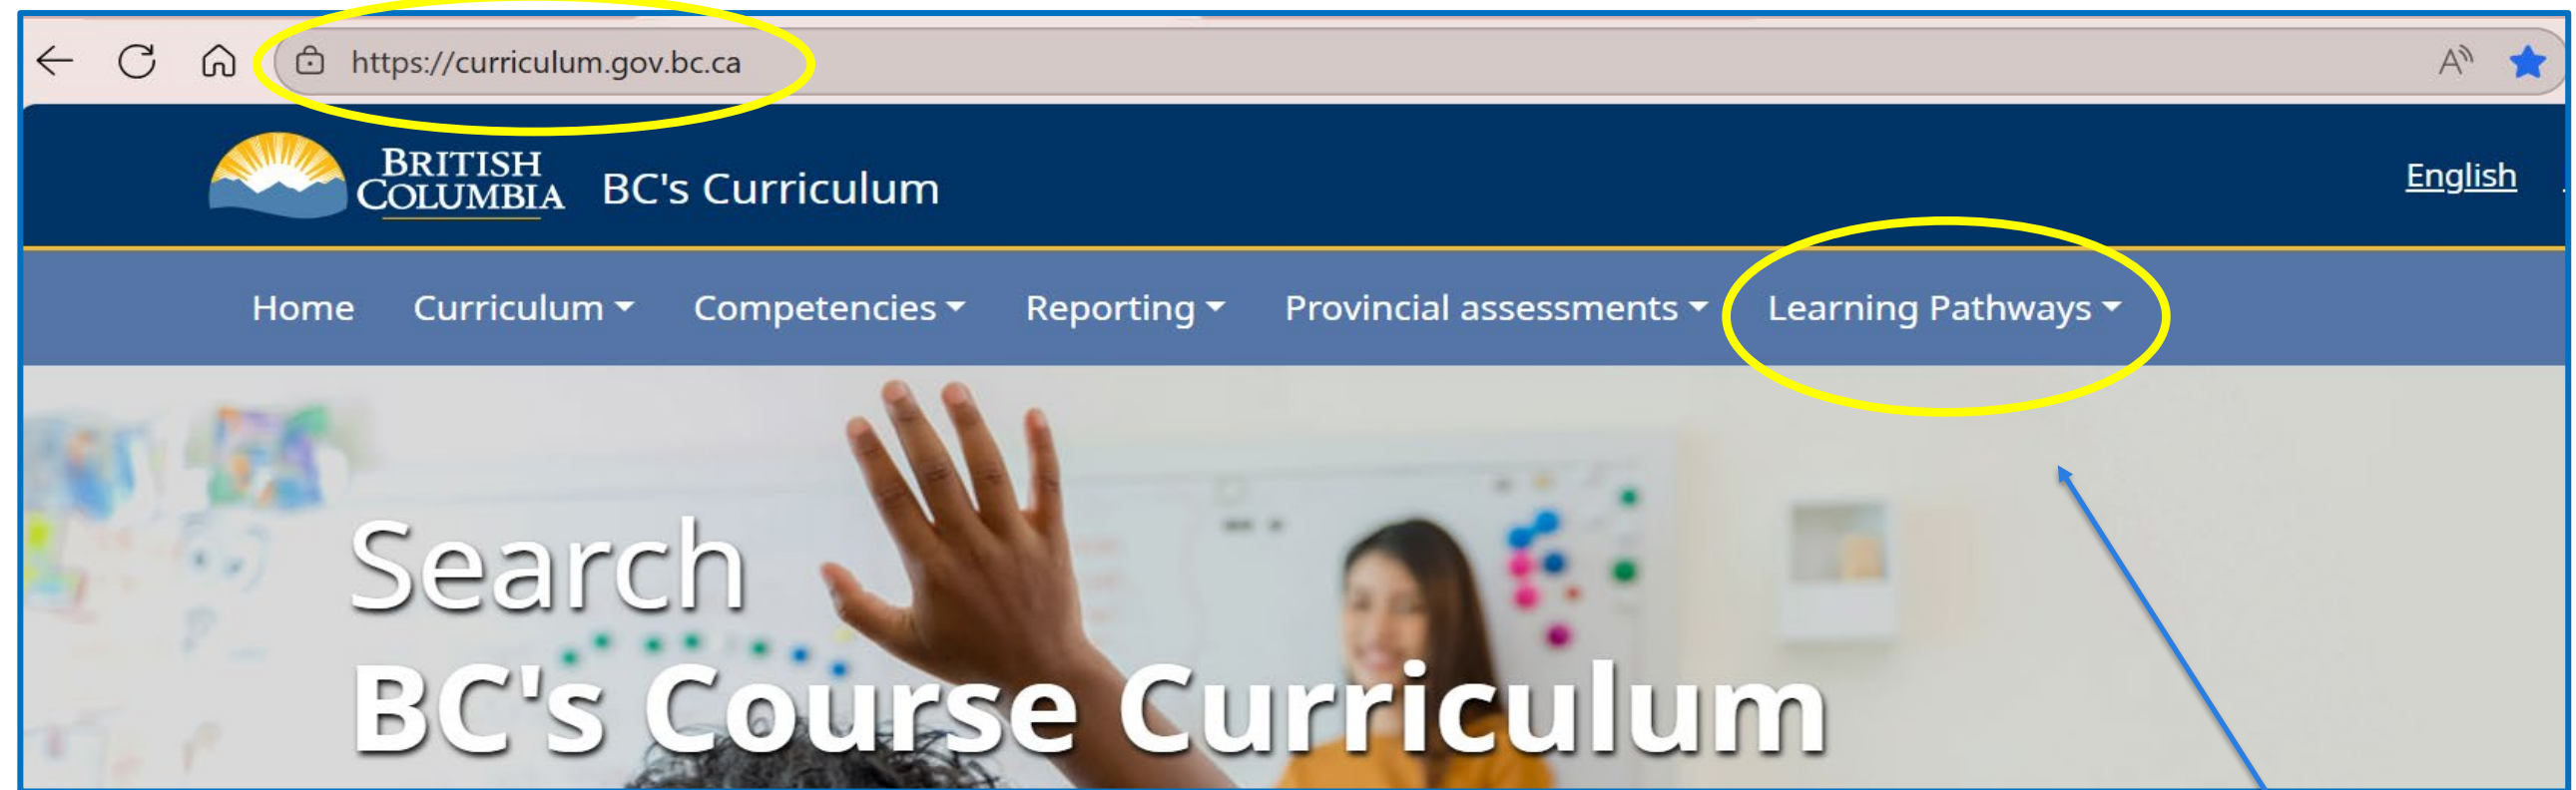 https://curriculum.gov.bc.ca
BRITISH
COLUMBIA
BC's Curriculum
English
Home Curriculum Competencies Reporting Provincial assessments Learning Pathways
Search
BC's Course Curriculum